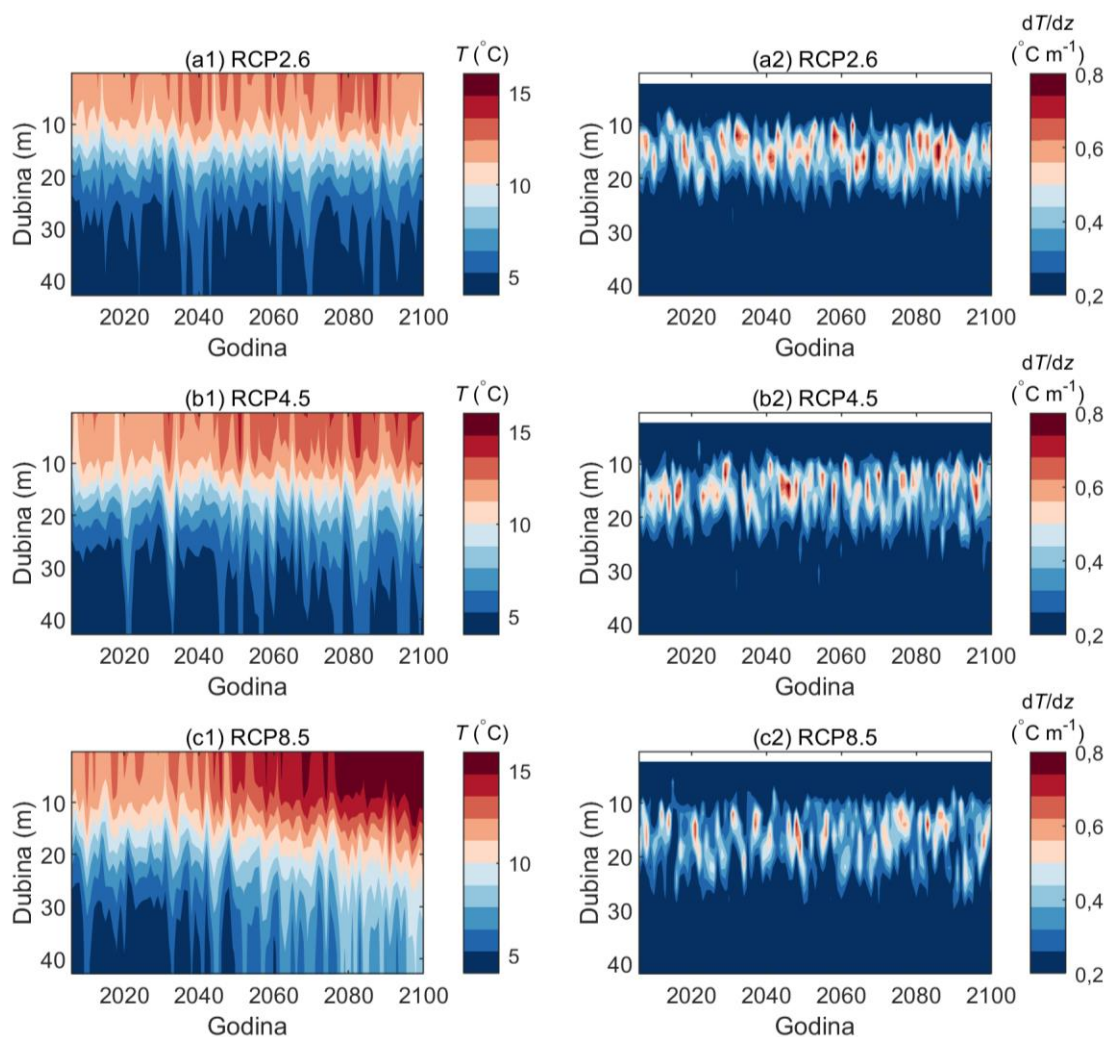 dT/dz
(a1) RCP2.6 T (°C) (a2) RCP2.6 (°C m-1)
15 0,8
10 10
20 10 20 0,6
30 30 0,4
40 5 40 0,2
2020 2040 2060 2080 2100 2020 2040 2060 2080 2100
Godina Godina
Dubina (m) Dubina (m)
dT/dz
(b1) RCP4.5 T (°C) (b2) RCP4.5 (°C m-1)
15 0,8
10 10
20 10 20 0,6
30 30 0,4
40 5 40 0,2
2020 2040 2060 2080 2100 2020 2040 2060 2080 2100
Godina Godina
Dubina (m) Dubina (m)
dT/dz
(c1) RCP8.5 T (°C) (c2) RCP8.5 (°C m-1)
15 0,8
10 10
20 10 20 0,6
30 30 0,4
40 5 40 0,2
2020 2040 2060 2080 2100 2020 2040 2060 2080 2100
Godina Godina
Dubina (m) Dubina (m)